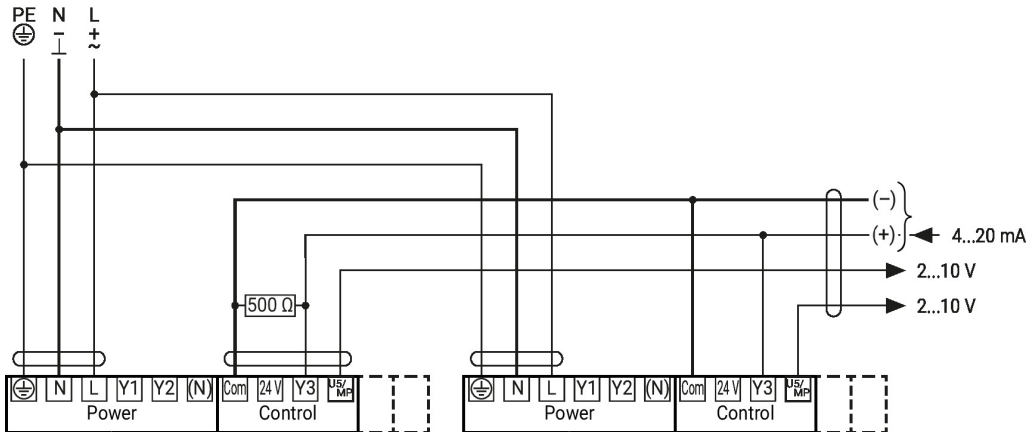 PE N L
- +
⊥ ~
(–)
(+) 4...20 mA
2...10 V
500 Ω 2...10 V
N L Y1 Y2 (N) Com 24 V Y3 U5/MP N L Y1 Y2 (N) Com 24 V Y3 U5/MP
Power Control Power Control